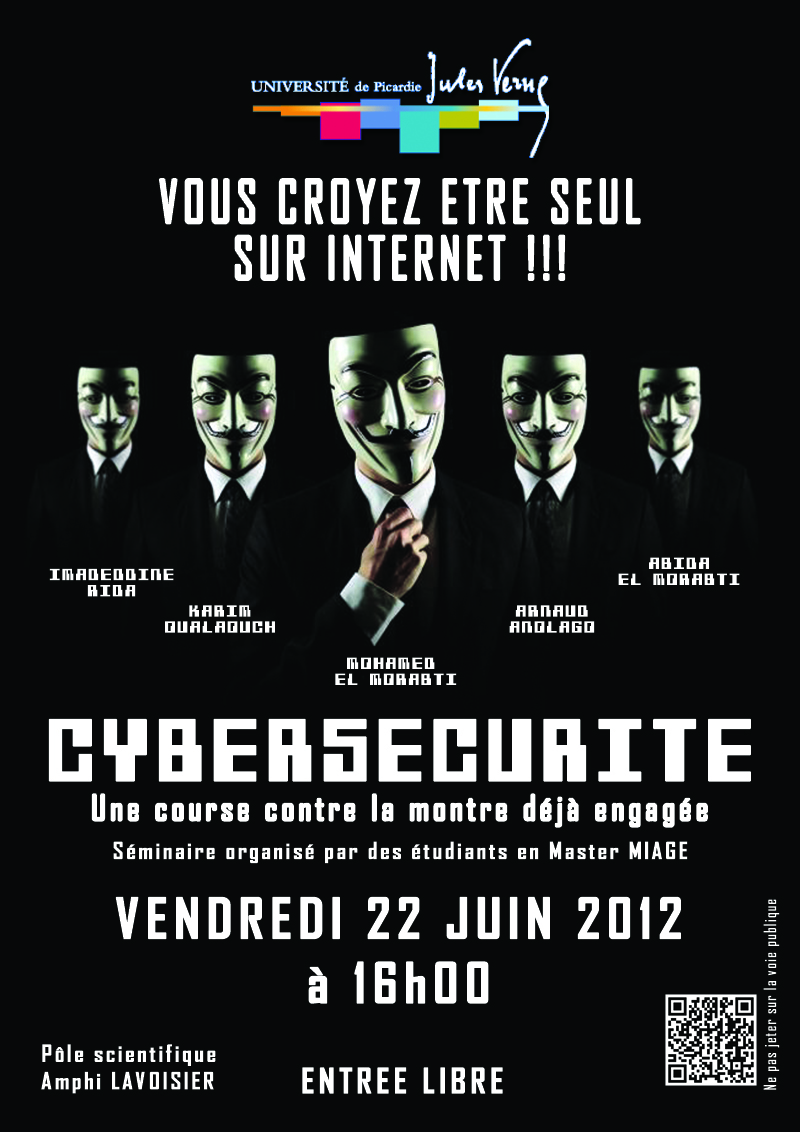 UNIVERSITÉ de Picardie Jules Verne
VOUS CROYEZ ETRE SEUL
SUR INTERNET !!!
IMADEDDINE
RIDA
KARIM
OUALAOUCH
MOHAMED
EL MORABTI
ARNAUD
ANOLAGO
ABIDA
EL MORABTI
CYBERSECURITE
Une course contre la montre déjà engagée
Séminaire organisé par des étudiants en Master MIAGE
VENDREDI 22 JUIN 2012
à 16h00
Pôle scientifique
Amphi LAVOISIER
ENTREE LIBRE
Ne pas jeter sur la voie publique